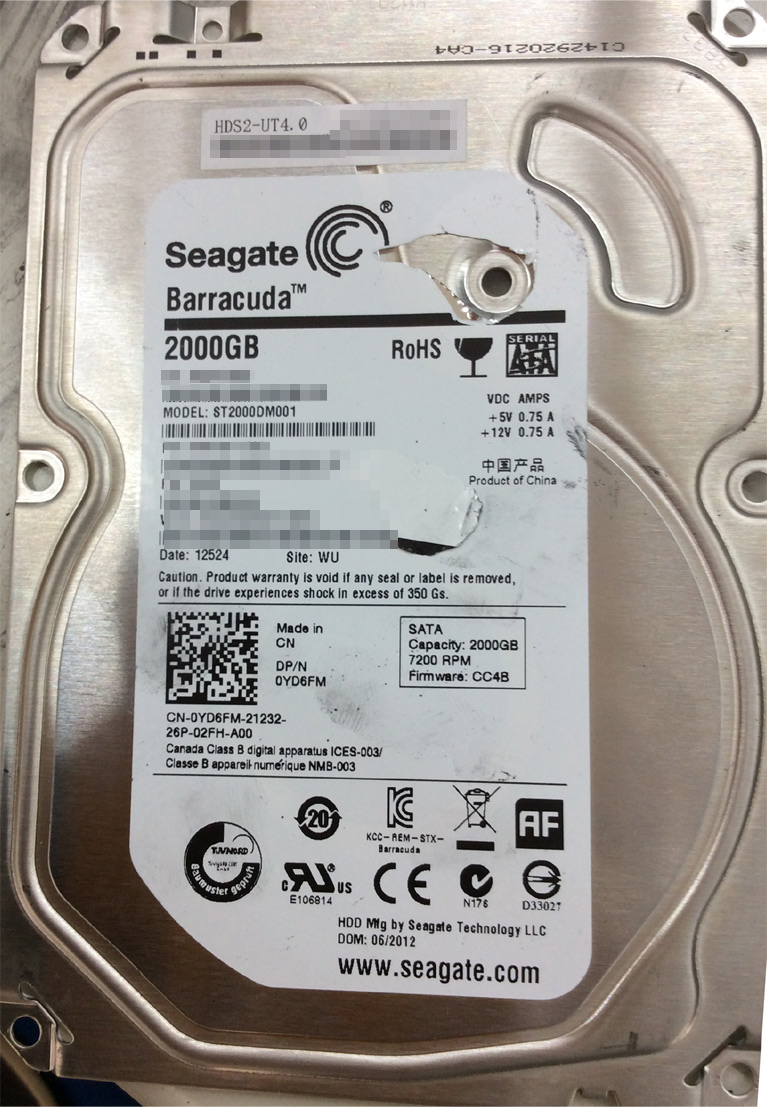 C142920216-CA4
HDS2-UT4.0
Seagate ®
Barracuda™
2000GB
RoHS
SERIAL
ATA
MODEL: ST2000DM001
VDC AMPS
+5V 0.75 A
+12V 0.75 A
中国产品
Product of China
Date: 12524 Site: WU
Caution. Product warranty is void if any seal or label is removed,
or if the drive experiences shock in excess of 350 Gs.
Made in
CN
DP/N
0YD6FM
SATA
Capacity: 2000GB
7200 RPM
Firmware: CC4B
CN-0YD6FM-21232-
26P-02FH-A00
Canada Class B digital apparatus ICES-003/
Classe B appareil numérique NMB-003
20
KCC-REM-STX-
Barracuda
AF
TÜV NORD
Baumuster geprüft
c RU ® US
E106814
CE
N176
D33027
HDD Mfg by Seagate Technology LLC
DOM: 06/2012
www.seagate.com